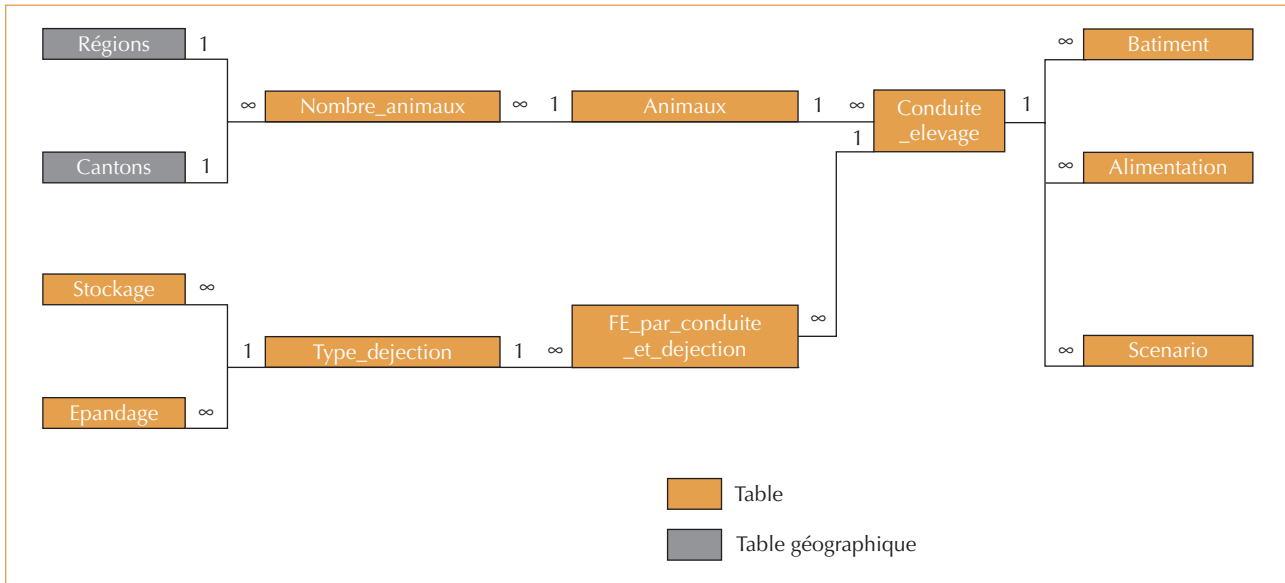 Régions 1
∞ Batiment
∞ Nombre_animaux ∞ 1 Animaux 1 ∞ Conduite
_elevage 1
1
Cantons 1
∞ Alimentation
Stockage ∞
FE_par_conduite
_et_dejection ∞
1 Type_dejection 1 ∞
∞ Scenario
Epandage ∞
Table
Table géographique